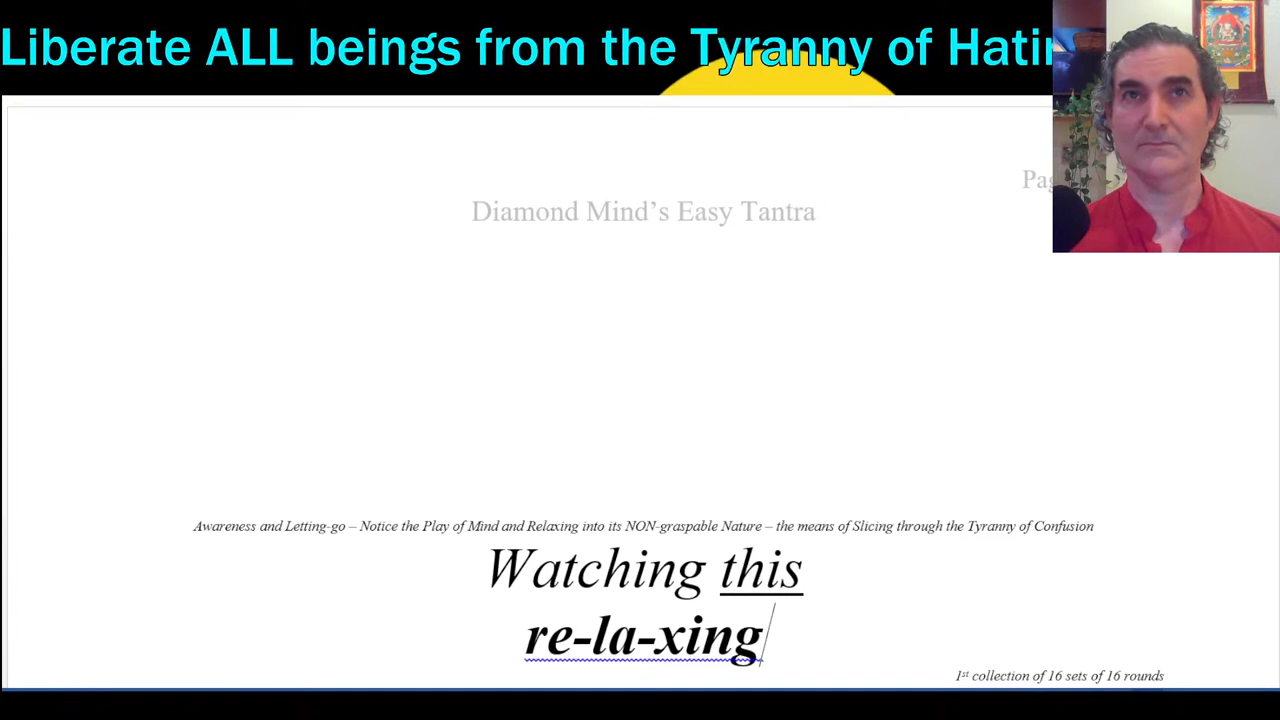 Liberate ALL beings from the Tyranny of
Diamond Mind's Easy Tantra
Awareness and Letting-go – Notice the Play of Mind and Relaxing into its NON-graspable Nature – the means of Slicing through the Tyranny of Confusion
Watching this
re-la-xing
1st collection of 16 sets of 16 rounds